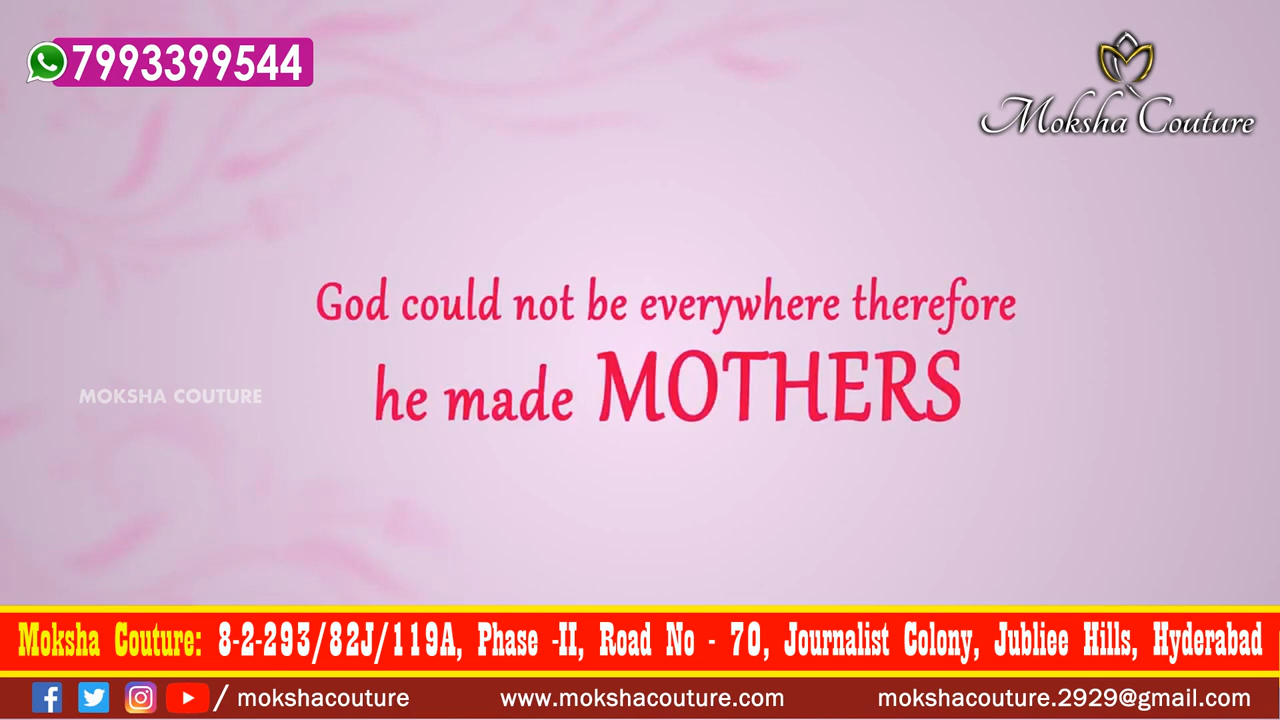 7993399544
Moksha Couture
God could not be everywhere therefore
he made MOTHERS
MOKSHA COUTURE
Moksha Couture: 8-2-293/82J/119A, Phase -II, Road No - 70, Journalist Colony, Jubliee Hills, Hyderabad
/ mokshacouture www.mokshacouture.com mokshacouture.2929@gmail.com